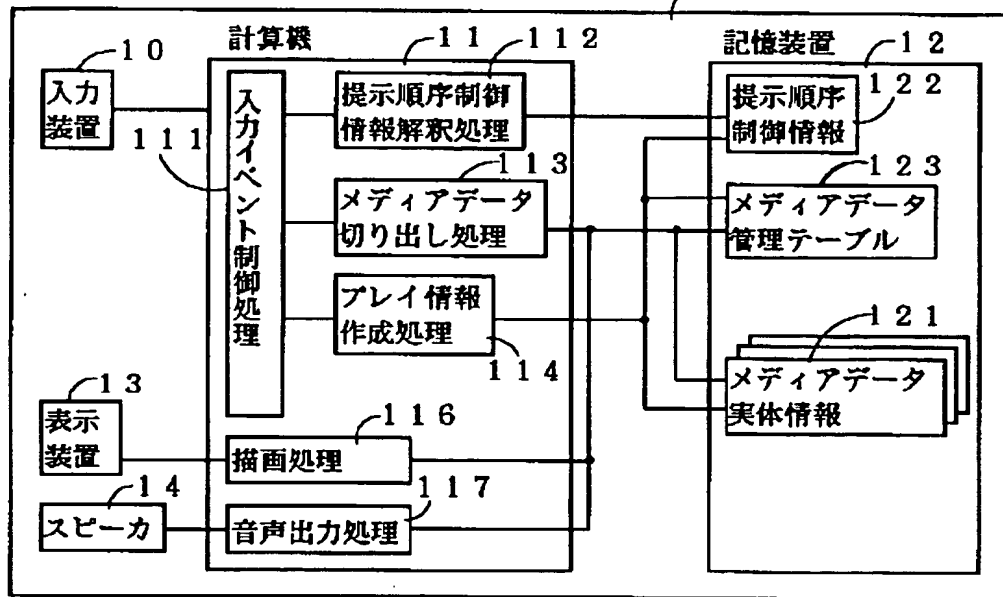 計算機
11
112
記憶装置
12
10
入力
装置
111
入力イベント制御処理
提示順序制御
情報解釈処理
提示順序
制御情報
122
113
メディアデータ
切り出し処理
123
メディアデータ
管理テーブル
プレイ情報
作成処理
114
121
メディアデータ
実体情報
13
表示
装置
116
描画処理
14
スピーカ
117
音声出力処理